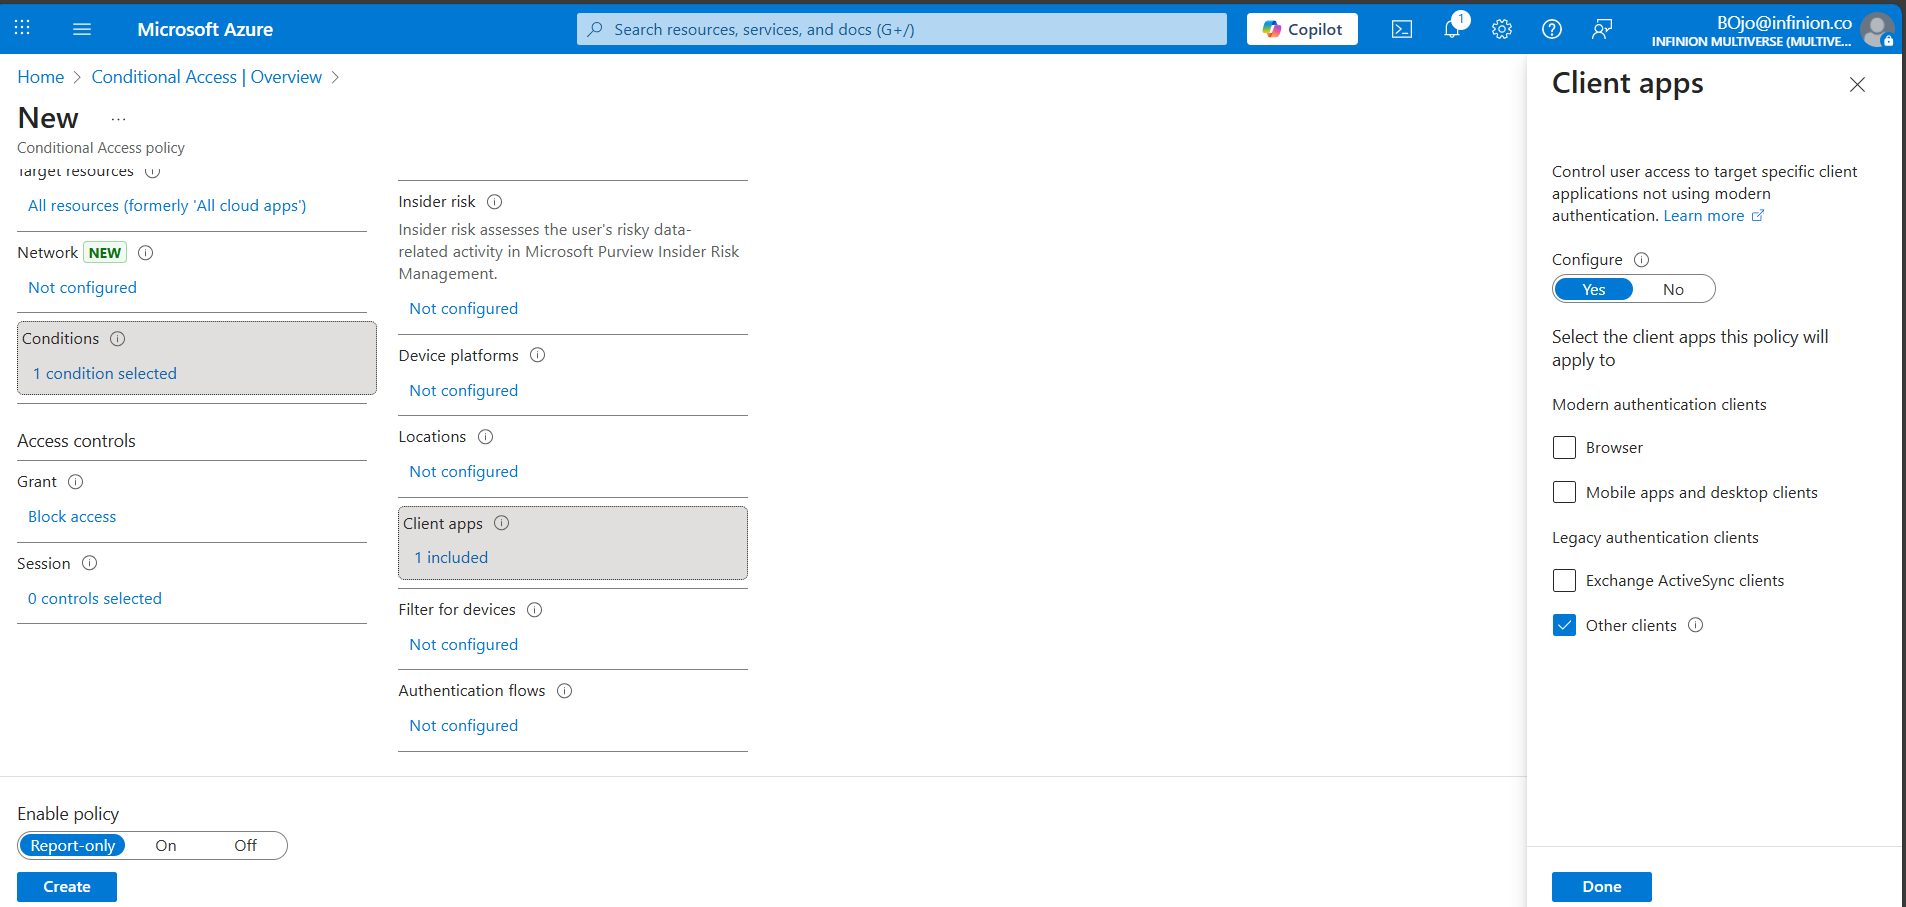 Microsoft Azure
Search resources, services, and docs (G+/)
Copilot
1
BOjo@infinion.co
INFINION MULTIVERSE (MULTIVE...
Home > Conditional Access | Overview >
New ...
Conditional Access policy
Target resources
All resources (formerly 'All cloud apps')
Network NEW
Not configured
Conditions
1 condition selected
Access controls
Grant
Block access
Session
0 controls selected
Insider risk
Insider risk assesses the user's risky data-
related activity in Microsoft Purview Insider Risk
Management.
Not configured
Device platforms
Not configured
Locations
Not configured
Client apps
1 included
Filter for devices
Not configured
Authentication flows
Not configured
Enable policy
Report-only On Off
Create
Client apps
Control user access to target specific client
applications not using modern
authentication. Learn more
Configure
Yes No
Select the client apps this policy will
apply to
Modern authentication clients
Browser
Mobile apps and desktop clients
Legacy authentication clients
Exchange ActiveSync clients
Other clients
Done